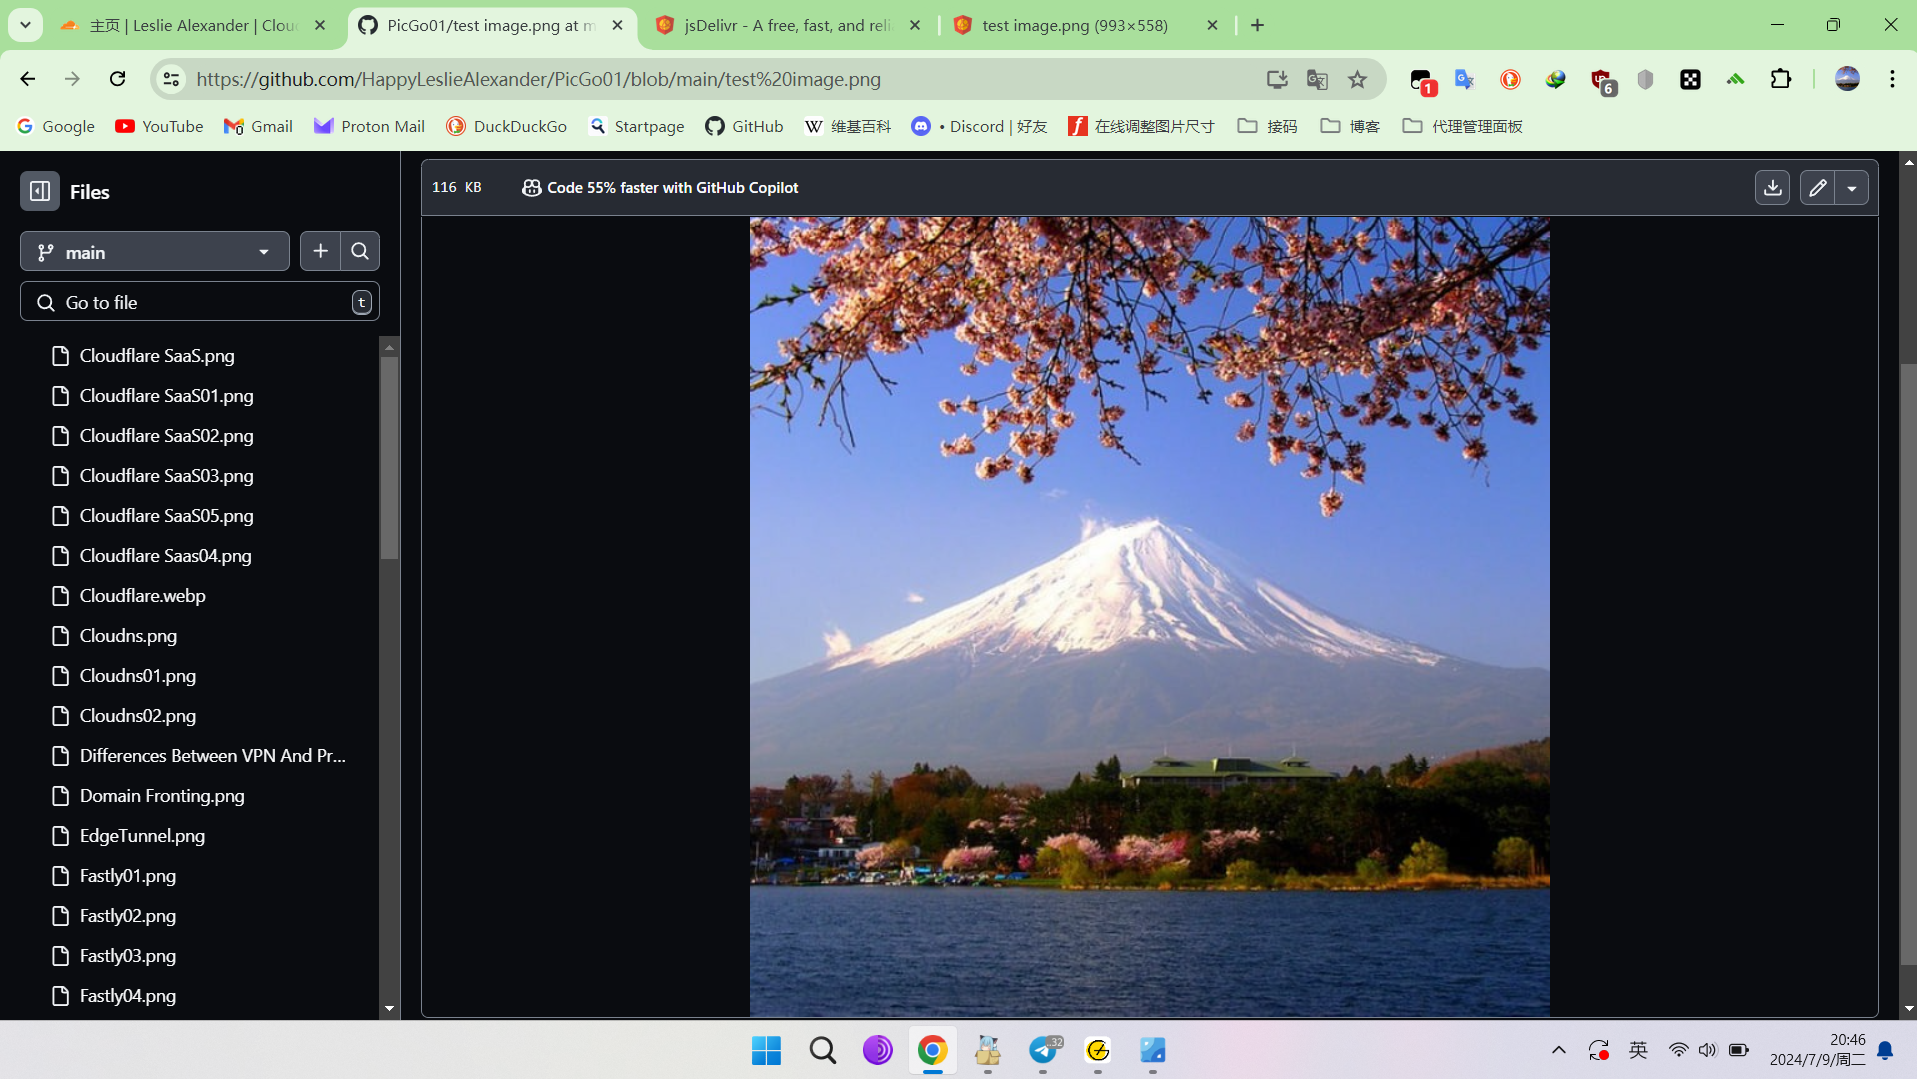 主页 | Leslie Alexander | Clou
PicGo01/test image.png at m
jsDelivr - A free, fast, and reli
test image.png (993×558)
https://github.com/HappyLeslieAlexander/PicGo01/blob/main/test%20image.png
1
6
Google
YouTube
Gmail
Proton Mail
DuckDuckGo
Startpage
GitHub
维基百科
• Discord | 好友
在线调整图片尺寸
接码
博客
代理管理面板
Files
116 KB
Code 55% faster with GitHub Copilot
main
Go to file
t
Cloudflare SaaS.png
Cloudflare SaaS01.png
Cloudflare SaaS02.png
Cloudflare SaaS03.png
Cloudflare SaaS05.png
Cloudflare Saas04.png
Cloudflare.webp
Cloudns.png
Cloudns01.png
Cloudns02.png
Differences Between VPN And Pr...
Domain Fronting.png
EdgeTunnel.png
Fastly01.png
Fastly02.png
Fastly03.png
Fastly04.png
..32
英
20:46
2024/7/9/周二